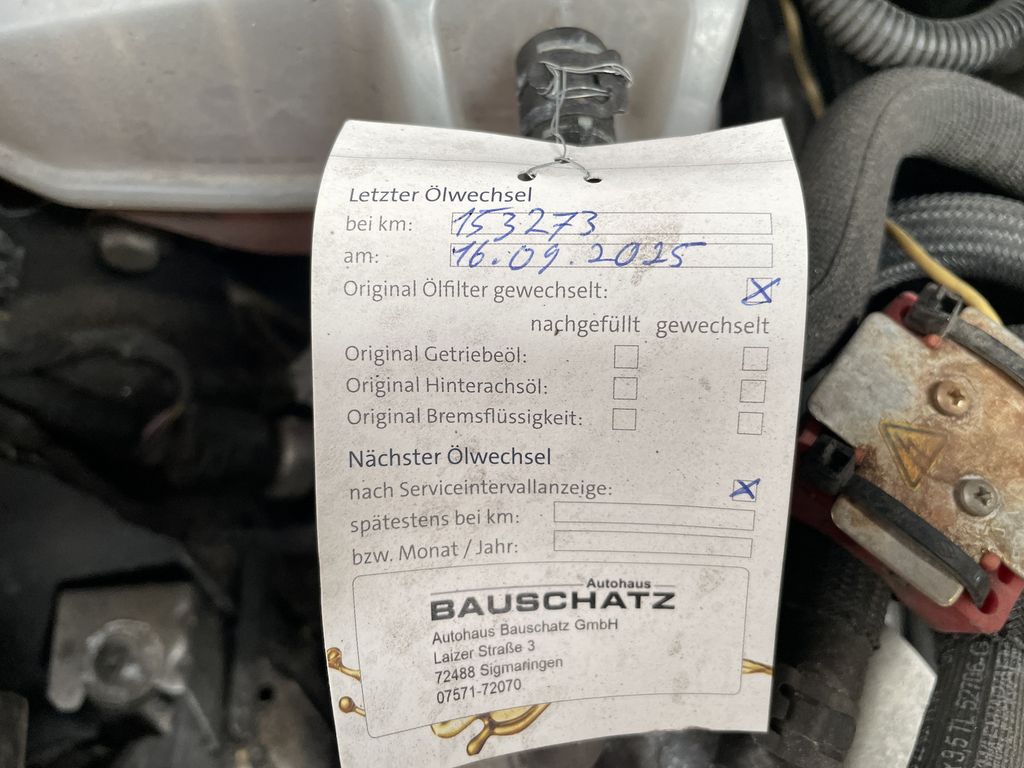 Letzter Ölwechsel
bei km: 153273
am: 16.09.2025
Original Ölfilter gewechselt:
nachgefüllt gewechselt
Original Getriebeöl:
Original Hinterachsöl:
Original Bremsflüssigkeit:
Nächster Ölwechsel
nach Serviceintervallanzeige:
spätestens bei km:
bzw. Monat / Jahr:
Autohaus
BAUSCHATZ
Autohaus Bauschatz GmbH
Laizer Straße 3
72488 Sigmaringen
07571-72070